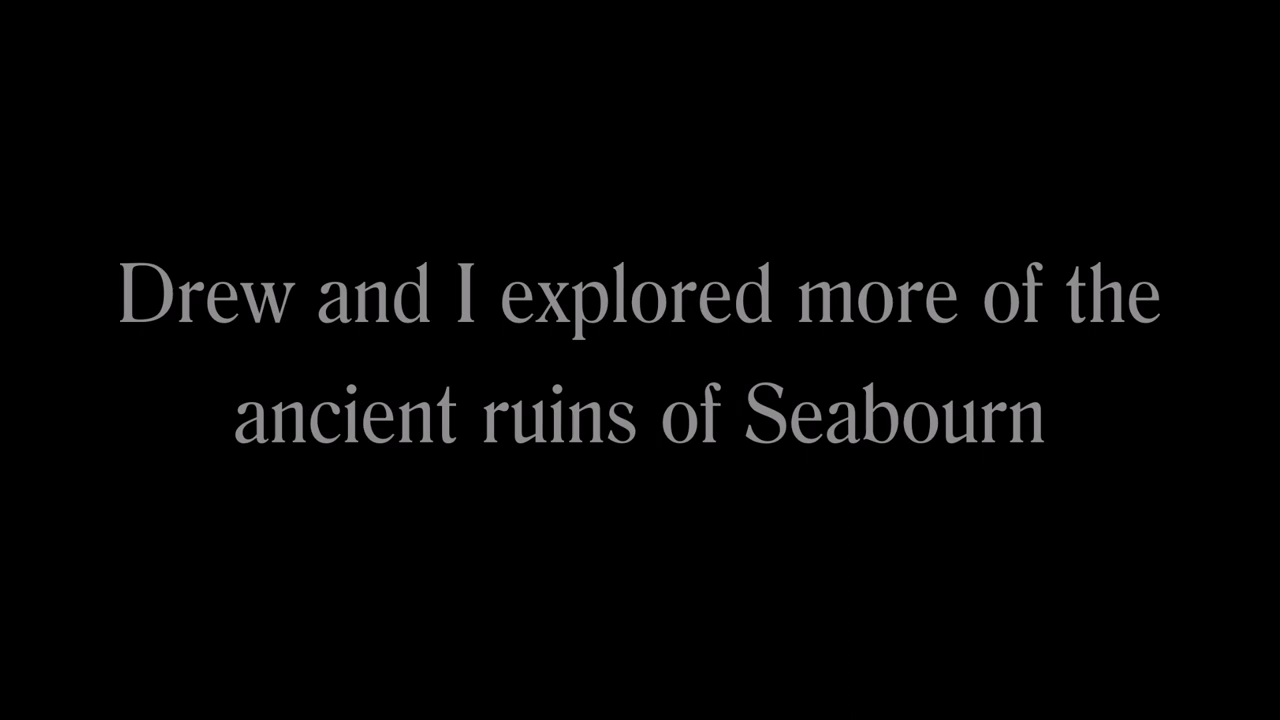 Drew and I explored more of the
ancient ruins of Seabourn